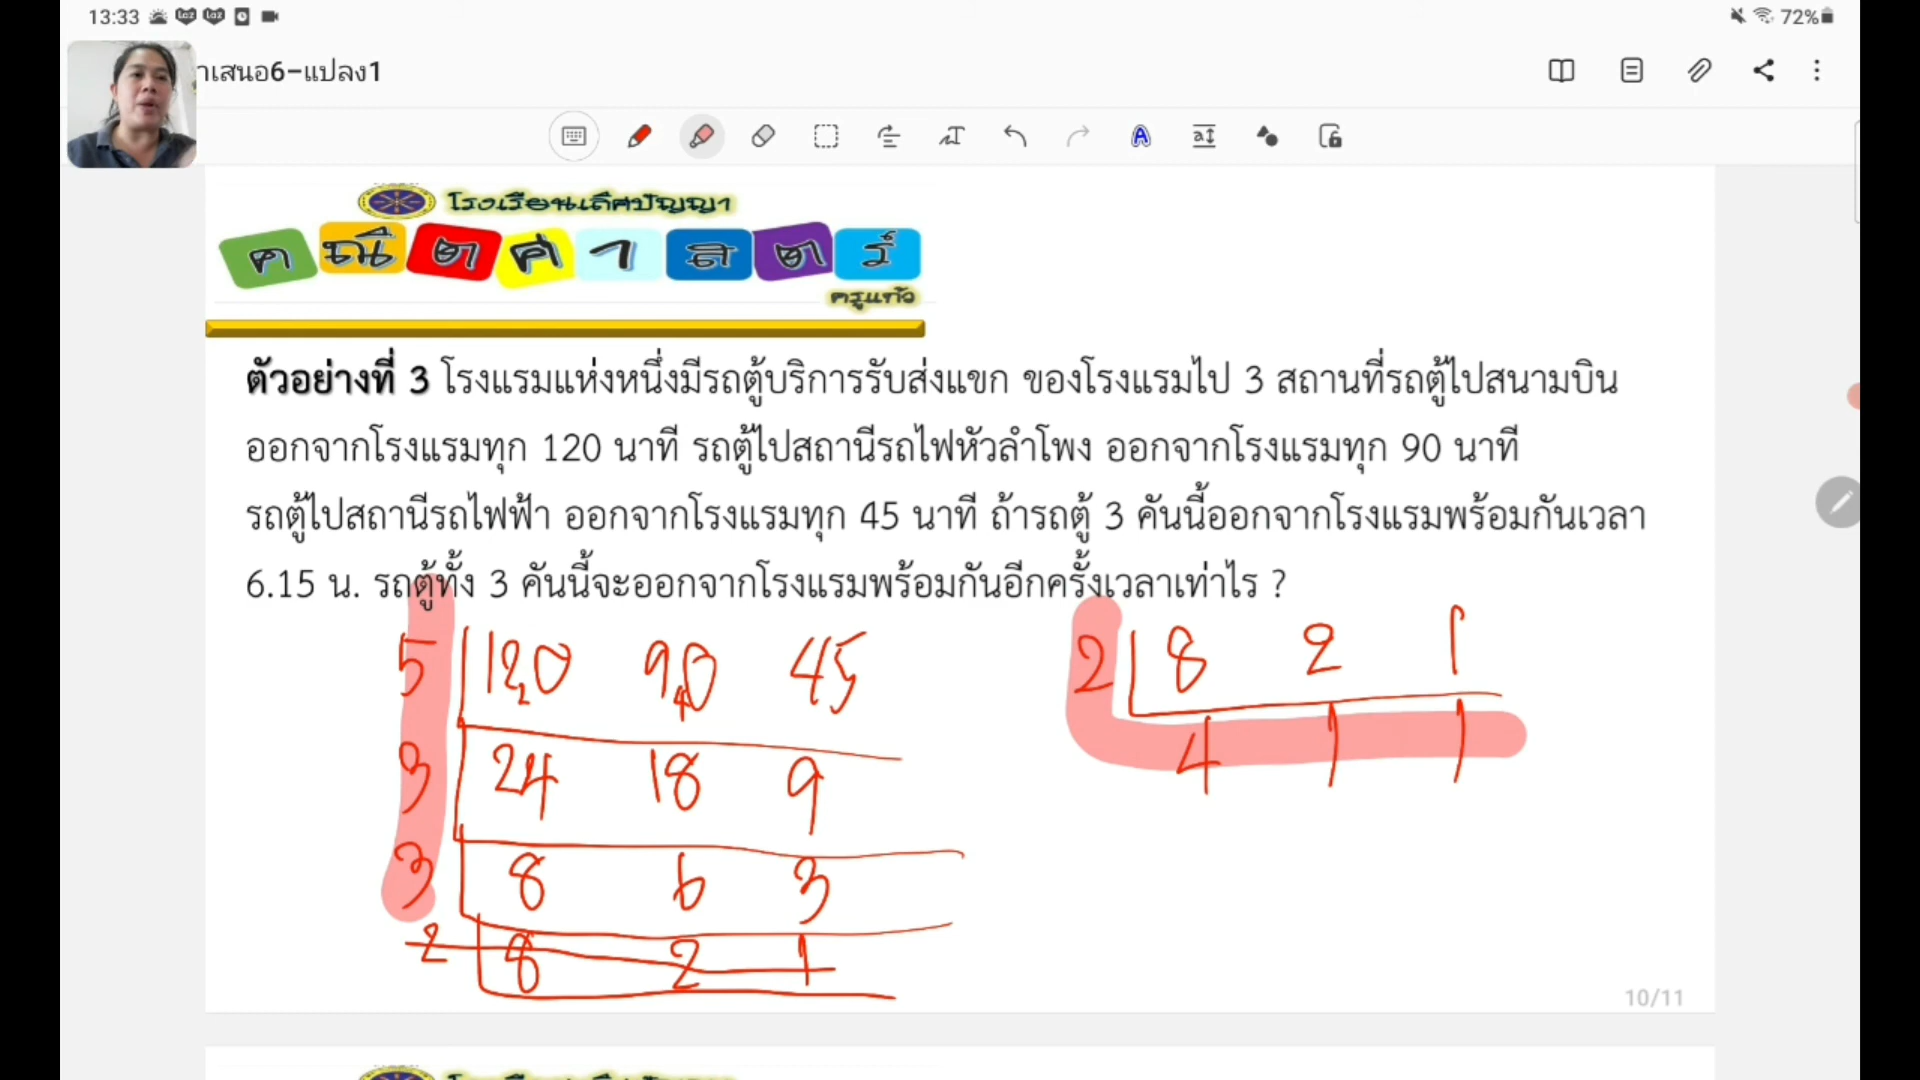 13:33
72%
าเสนอ6-แปลง1
โรงเรียนเลิศปัญญา
คณิตศาสตร์
ครูแก้ว
ตัวอย่างที่ 3 โรงแรมแห่งหนึ่งมีรถตู้บริการรับส่งแขก ของโรงแรมไป 3 สถานที่รถตู้ไปสนามบิน
ออกจากโรงแรมทุก 120 นาที รถตู้ไปสถานีรถไฟหัวลำโพง ออกจากโรงแรมทุก 90 นาที
รถตู้ไปสถานีรถไฟฟ้า ออกจากโรงแรมทุก 45 นาที ถ้ารถตู้ 3 คันนี้ออกจากโรงแรมพร้อมกันเวลา
6.15 น. รถตู้ทั้ง 3 คันนี้จะออกจากโรงแรมพร้อมกันอีกครั้งเวลาเท่าไร ?
5 120 90 45
3 24 18 9
3 8 6 3
2 8 2 1
2 8 2 1
4 1 1
10/11